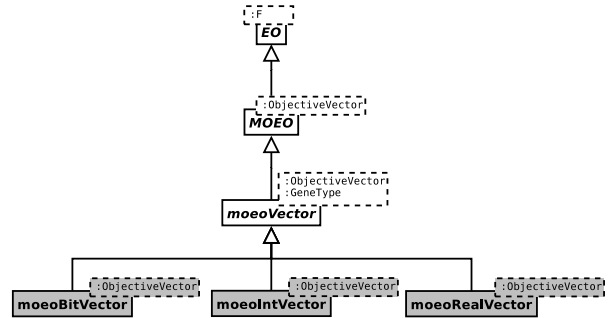 :F
EO
:ObjectiveVector
MOEO
:ObjectiveVector
:GeneType
moeoVector
:ObjectiveVector :ObjectiveVector :ObjectiveVector
moeoBitVector moeoIntVector moeoRealVector